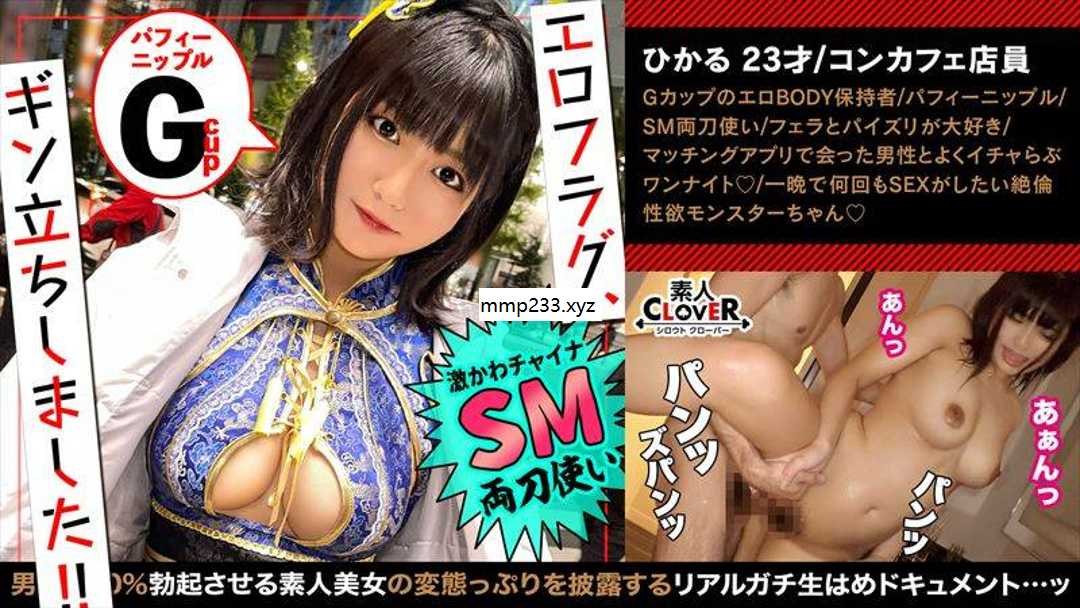 エロフラグ、
ギン立ちしました!!
パフィー
ニップル
G
cup
激かわチャイナ
SM
両刀使い
mmp233.xyz
ひかる 23才/コンカフェ店員
GカップのエロBODY保持者/パフィーニップル/
SM両刀使い/フェラとパイズリが大好き/
マッチングアプリで会った男性とよくイチャらぶ
ワンナイト♡/一晩で何回もSEXがしたい絶倫
性欲モンスターちゃん♡
素人
CLOVER
シロウト クローバー
あんっ
あぁんっ
パンッ
ズパンッ
パンッ
男 0%勃起させる素人美女の変態っぷりを披露するリアルガチ生はめドキュメント…ッ